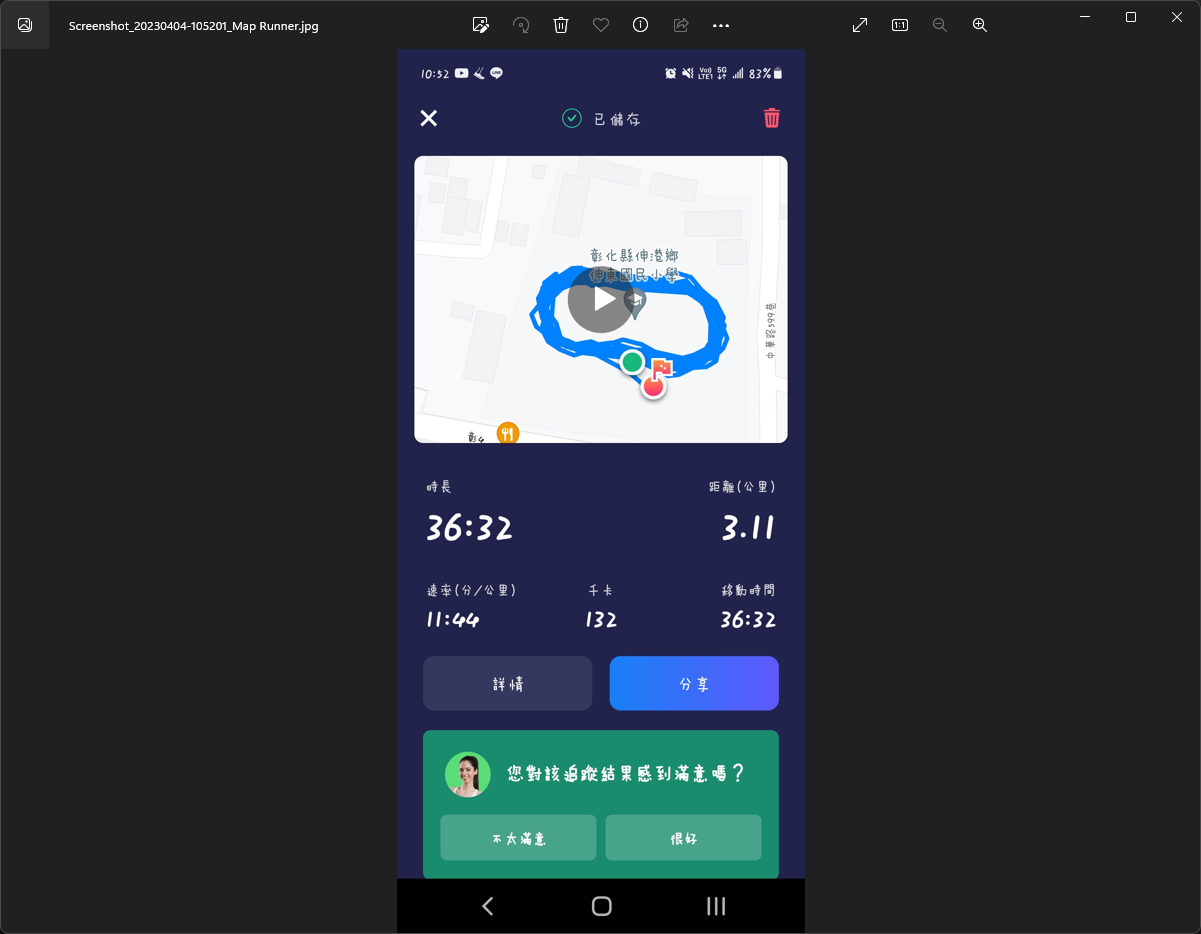 Screenshot_20230404-105201_Map Runner.jpg
1:1
10:52
LINE
Vo))
LTE1
5G
83%
已儲存
彰化縣伸港鄉
伸東國民小學
中華路599巷
時長
距離(公里)
36:32
3.11
速率(分/公里)
千卡
移動時間
11:44
132
36:32
詳情
分享
您對該追蹤結果感到滿意嗎？
不太滿意
很好